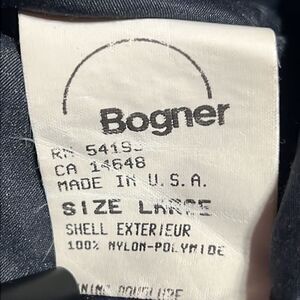 Bogner
RN 5419
CA 14648
MADE IN U.S.A.
SIZE LARGE
SHELL EXTERIEUR
100% NYLON-POLYMIDE